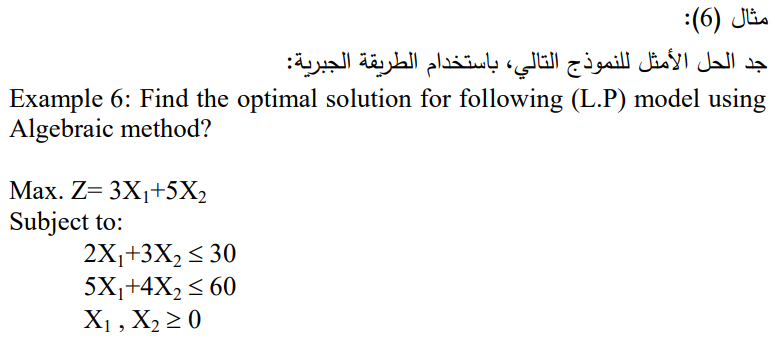 مثال (6):
جد الحل الأمثل للنموذج التالي، باستخدام الطريقة الجبرية:
Example 6: Find the optimal solution for following (L.P) model using
Algebraic method?
Max. Z= 3X₁+5X₂
Subject to:
2X₁+3X₂ ≤ 30
5X₁+4X₂ ≤ 60
X₁ , X₂ ≥ 0